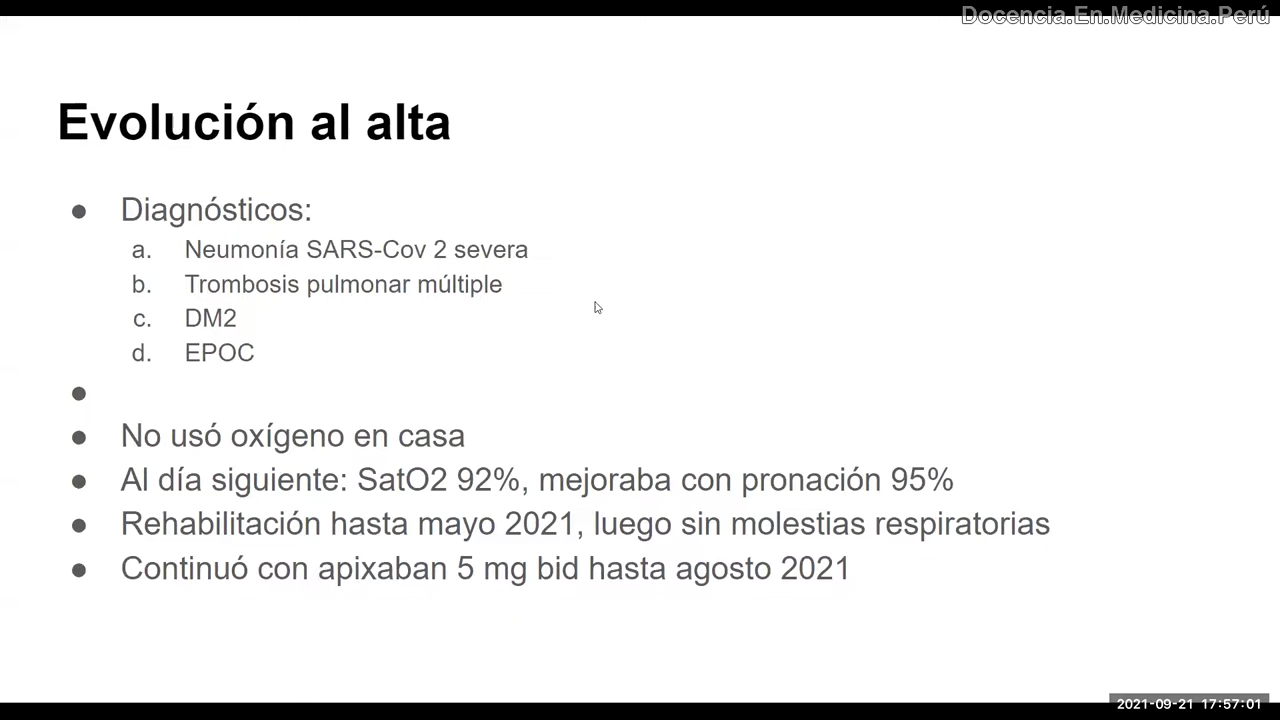 Docencia.En.Medicina.Perú
Evolución al alta
● Diagnósticos:
a. Neumonía SARS-Cov 2 severa
b. Trombosis pulmonar múltiple
c. DM2
d. EPOC
●
● No usó oxígeno en casa
● Al día siguiente: SatO2 92%, mejoraba con pronación 95%
● Rehabilitación hasta mayo 2021, luego sin molestias respiratorias
● Continuó con apixaban 5 mg bid hasta agosto 2021
2021-09-21 17:57:01